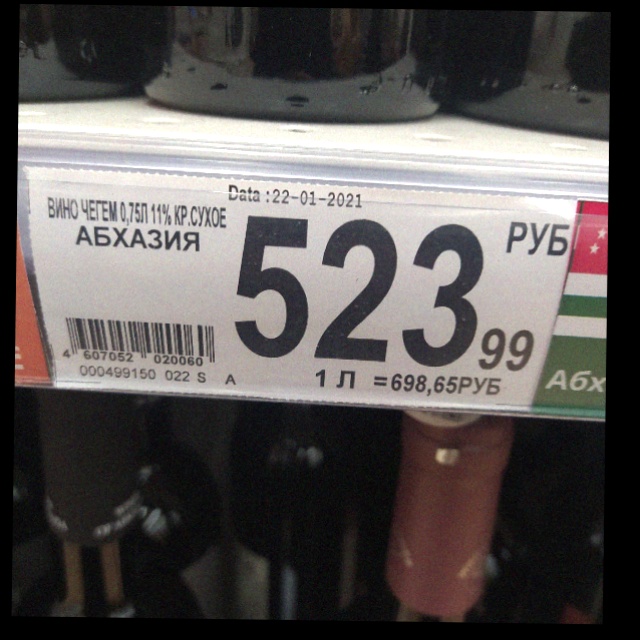 Data :22-01-2021
ВИНО ЧЕГЕМ 0,75Л 11% КР.СУХОЕ
АБХАЗИЯ
523 99 РУБ
4 607052 020060
000499150 022 S A
1 Л =698,65РУБ
Абх